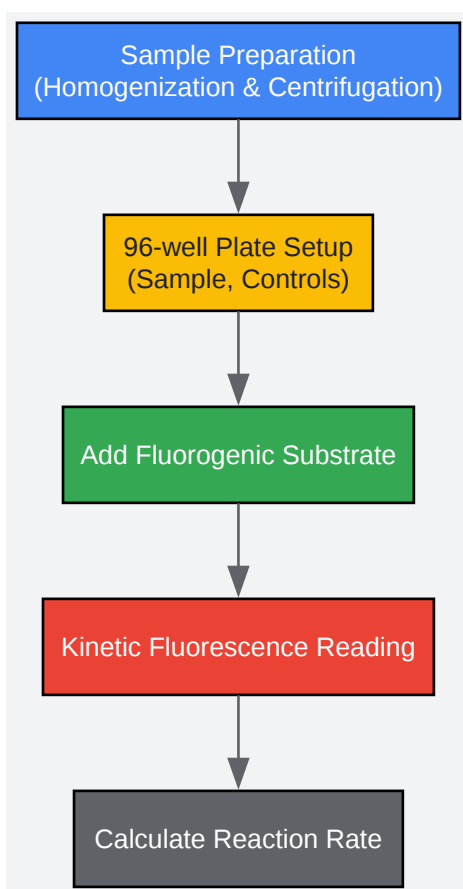 Sample Preparation
(Homogenization & Centrifugation)
96-well Plate Setup
(Sample, Controls)
Add Fluorogenic Substrate
Kinetic Fluorescence Reading
Calculate Reaction Rate